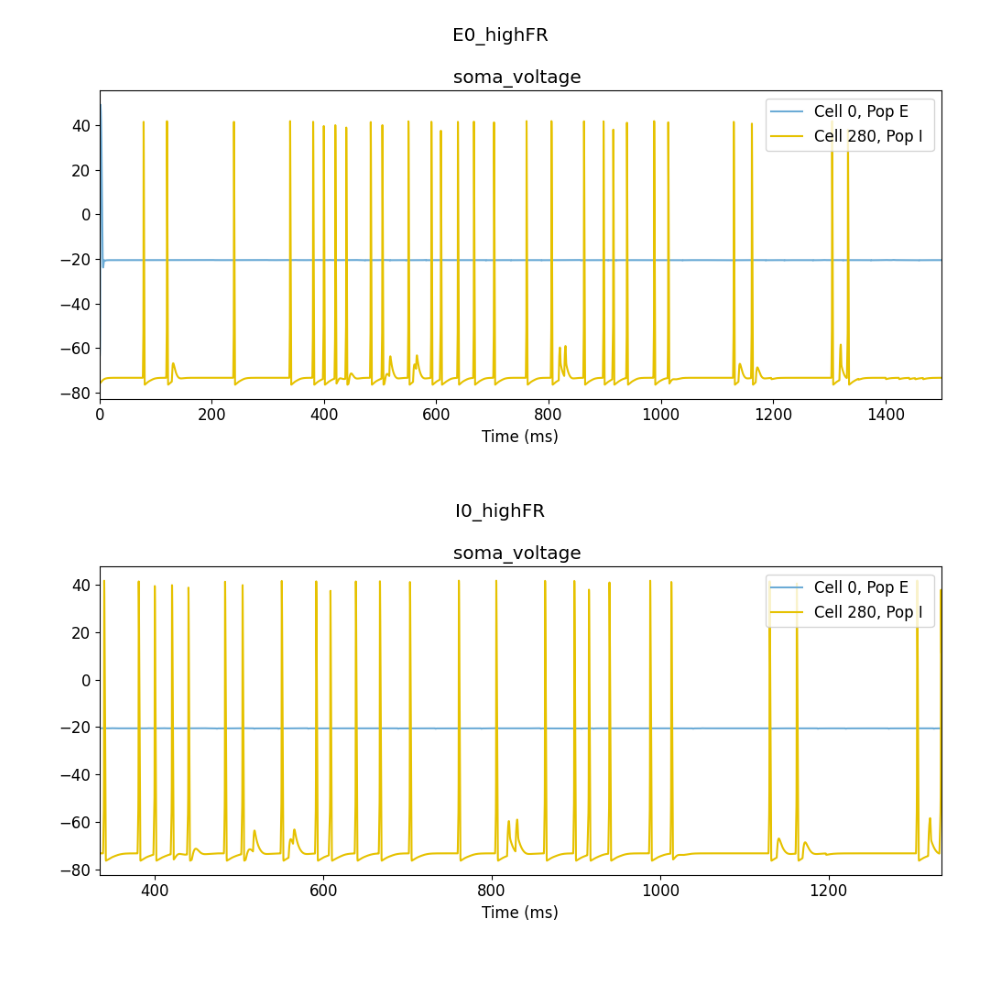 E0_highFR
soma_voltage
Cell 0, Pop E
Cell 280, Pop I
40
20
0
−20
−40
−60
−80
0 200 400 600 800 1000 1200 1400
Time (ms)
I0_highFR
soma_voltage
Cell 0, Pop E
Cell 280, Pop I
40
20
0
−20
−40
−60
−80
400 600 800 1000 1200
Time (ms)